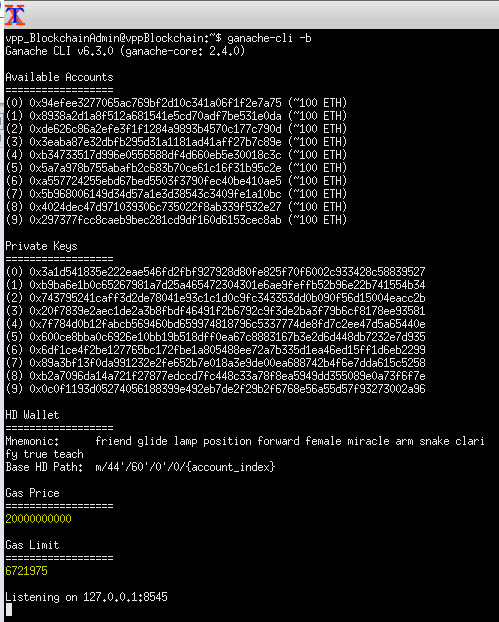 vpp_BlockchainAdmin@vppBlockchain:~$ ganache-cli -b
Ganache CLI v6.3.0 (ganache-core: 2.4.0)
Available Accounts
==================
(0) 0x94efee3277065ac769bf2d10c341a06f1f2e7a75 (~100 ETH)
(1) 0x8938a2d1a8f512a681541e5cd70adf7be531e0da (~100 ETH)
(2) 0xde626c86a2efe3f1f1284a9893b4570c177c790d (~100 ETH)
(3) 0x3eaba87e32dbfb295d31a1181ad41aff27b7c89e (~100 ETH)
(4) 0xb34733517d996e0556588df4d660eb5e30018c3c (~100 ETH)
(5) 0x5a7a978b755abafb2c683b70ce61c16f31b95c2e (~100 ETH)
(6) 0xa557724255ebd67bed5503f3790fec40be410ae5 (~100 ETH)
(7) 0x5b968006149d34d57a1e3d38543c3409fe1a10bc (~100 ETH)
(8) 0x4024dec47d971039306c735022f8ab339f532e27 (~100 ETH)
(9) 0x297377fcc8caeb9bec281cd9df160d6153cec8ab (~100 ETH)
Private Keys
==================
(0) 0x3a1d541835e222eae546fd2fbf927928d80fe825f70f6002c933428c58839527
(1) 0xb9ba6e1b0c65267981a7d25a465472304301e6ae9feffb52b96e22b741554b34
(2) 0x743795241caff3d2de78041e93c1c1d0c9fc343353dd0b090f56d15004eacc2b
(3) 0x20f7839e2aec1de2a3b8fbdf46491f2b6792c9f3de2ba3f79b6cf8178ee93581
(4) 0x7f784d0b12fabcb569460bd659974818796c5337774de8fd7c2ee47d5a65440e
(5) 0x600ce8bba0c6926e10bb19b518dff0ea67c8883167b3e2d6d448db7232e7d935
(6) 0x6df1ce4f2be127765bc172fbe1a805488ee72a7b335d1ea46ed15ff1d6eb2299
(7) 0x89a3bf13f0da991232e2fe652b7e018a3e9de00ea688742b4f6e7dda615c5258
(8) 0xb2a7096da14a721f27877edccd7fc448c33a78f8ea5949dd355089e0a73f6f7e
(9) 0x0c0f1193d05274056188399e492eb7de2f29b2f6768e56a55d57f93273002a96
HD Wallet
==================
Mnemonic:      friend glide lamp position forward female miracle arm snake clari
fy true teach
Base HD Path:  m/44'/60'/0'/0/{account_index}
Gas Price
==================
20000000000
Gas Limit
==================
6721975
Listening on 127.0.0.1:8545